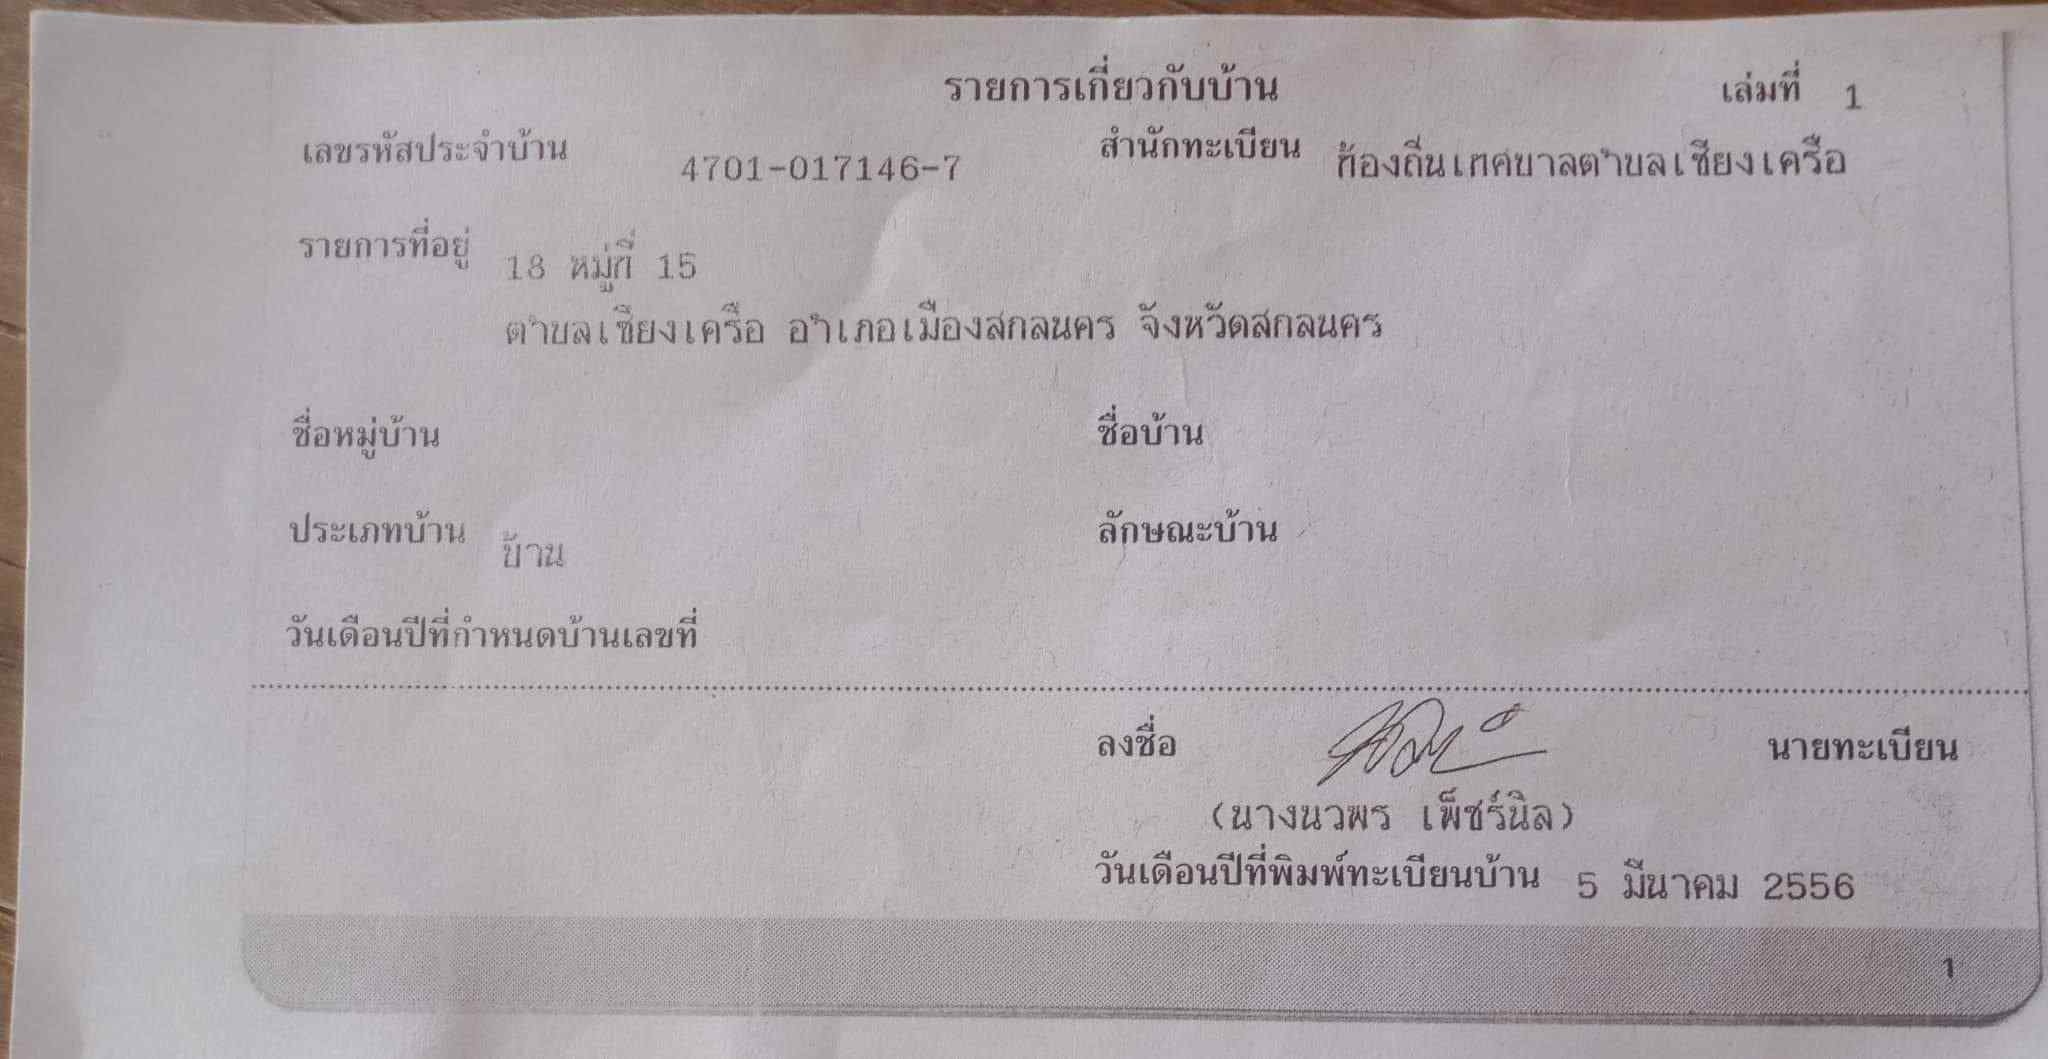 รายการเกี่ยวกับบ้าน เล่มที่ 1
เลขรหัสประจำบ้าน 4701-017146-7 สำนักทะเบียน ท้องถิ่นเทศบาลตำบลเชียงเครือ
รายการที่อยู่ 18 หมู่ที่ 15
ตำบลเชียงเครือ อำเภอเมืองสกลนคร จังหวัดสกลนคร
ชื่อหมู่บ้าน ชื่อบ้าน
ประเภทบ้าน บ้าน ลักษณะบ้าน
วันเดือนปีที่กำหนดบ้านเลขที่
ลงชื่อ นายทะเบียน
(นางนวพร เพ็ชร์นิล)
วันเดือนปีที่พิมพ์ทะเบียนบ้าน 5 มีนาคม 2556
1